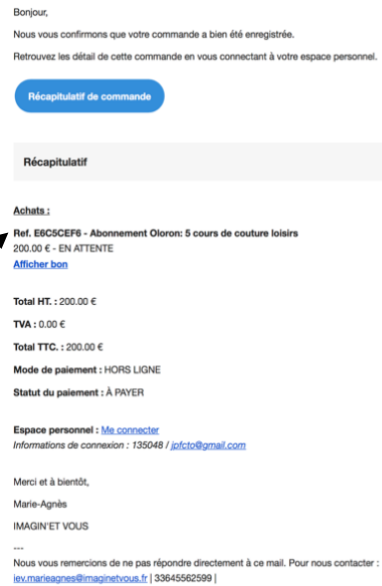 Bonjour,
Nous vous confirmons que votre commande a bien été enregistrée.
Retrouvez les détail de cette commande en vous connectant à votre espace personnel.
Récapitulatif de commande
Récapitulatif
Achats :
Ref. E6C5CEF6 - Abonnement Oloron: 5 cours de couture loisirs
200.00 € - EN ATTENTE
Afficher bon
Total HT. : 200.00 €
TVA : 0.00 €
Total TTC. : 200.00 €
Mode de paiement : HORS LIGNE
Statut du paiement : À PAYER
Espace personnel : Me connecter
Informations de connexion : 135048 / jpfcto@gmail.com
Merci et à bientôt,
Marie-Agnès
IMAGIN'ET VOUS
---
Nous vous remercions de ne pas répondre directement à ce mail. Pour nous contacter :
iev.marieagnes@imaginetvous.fr | 33645562599 |